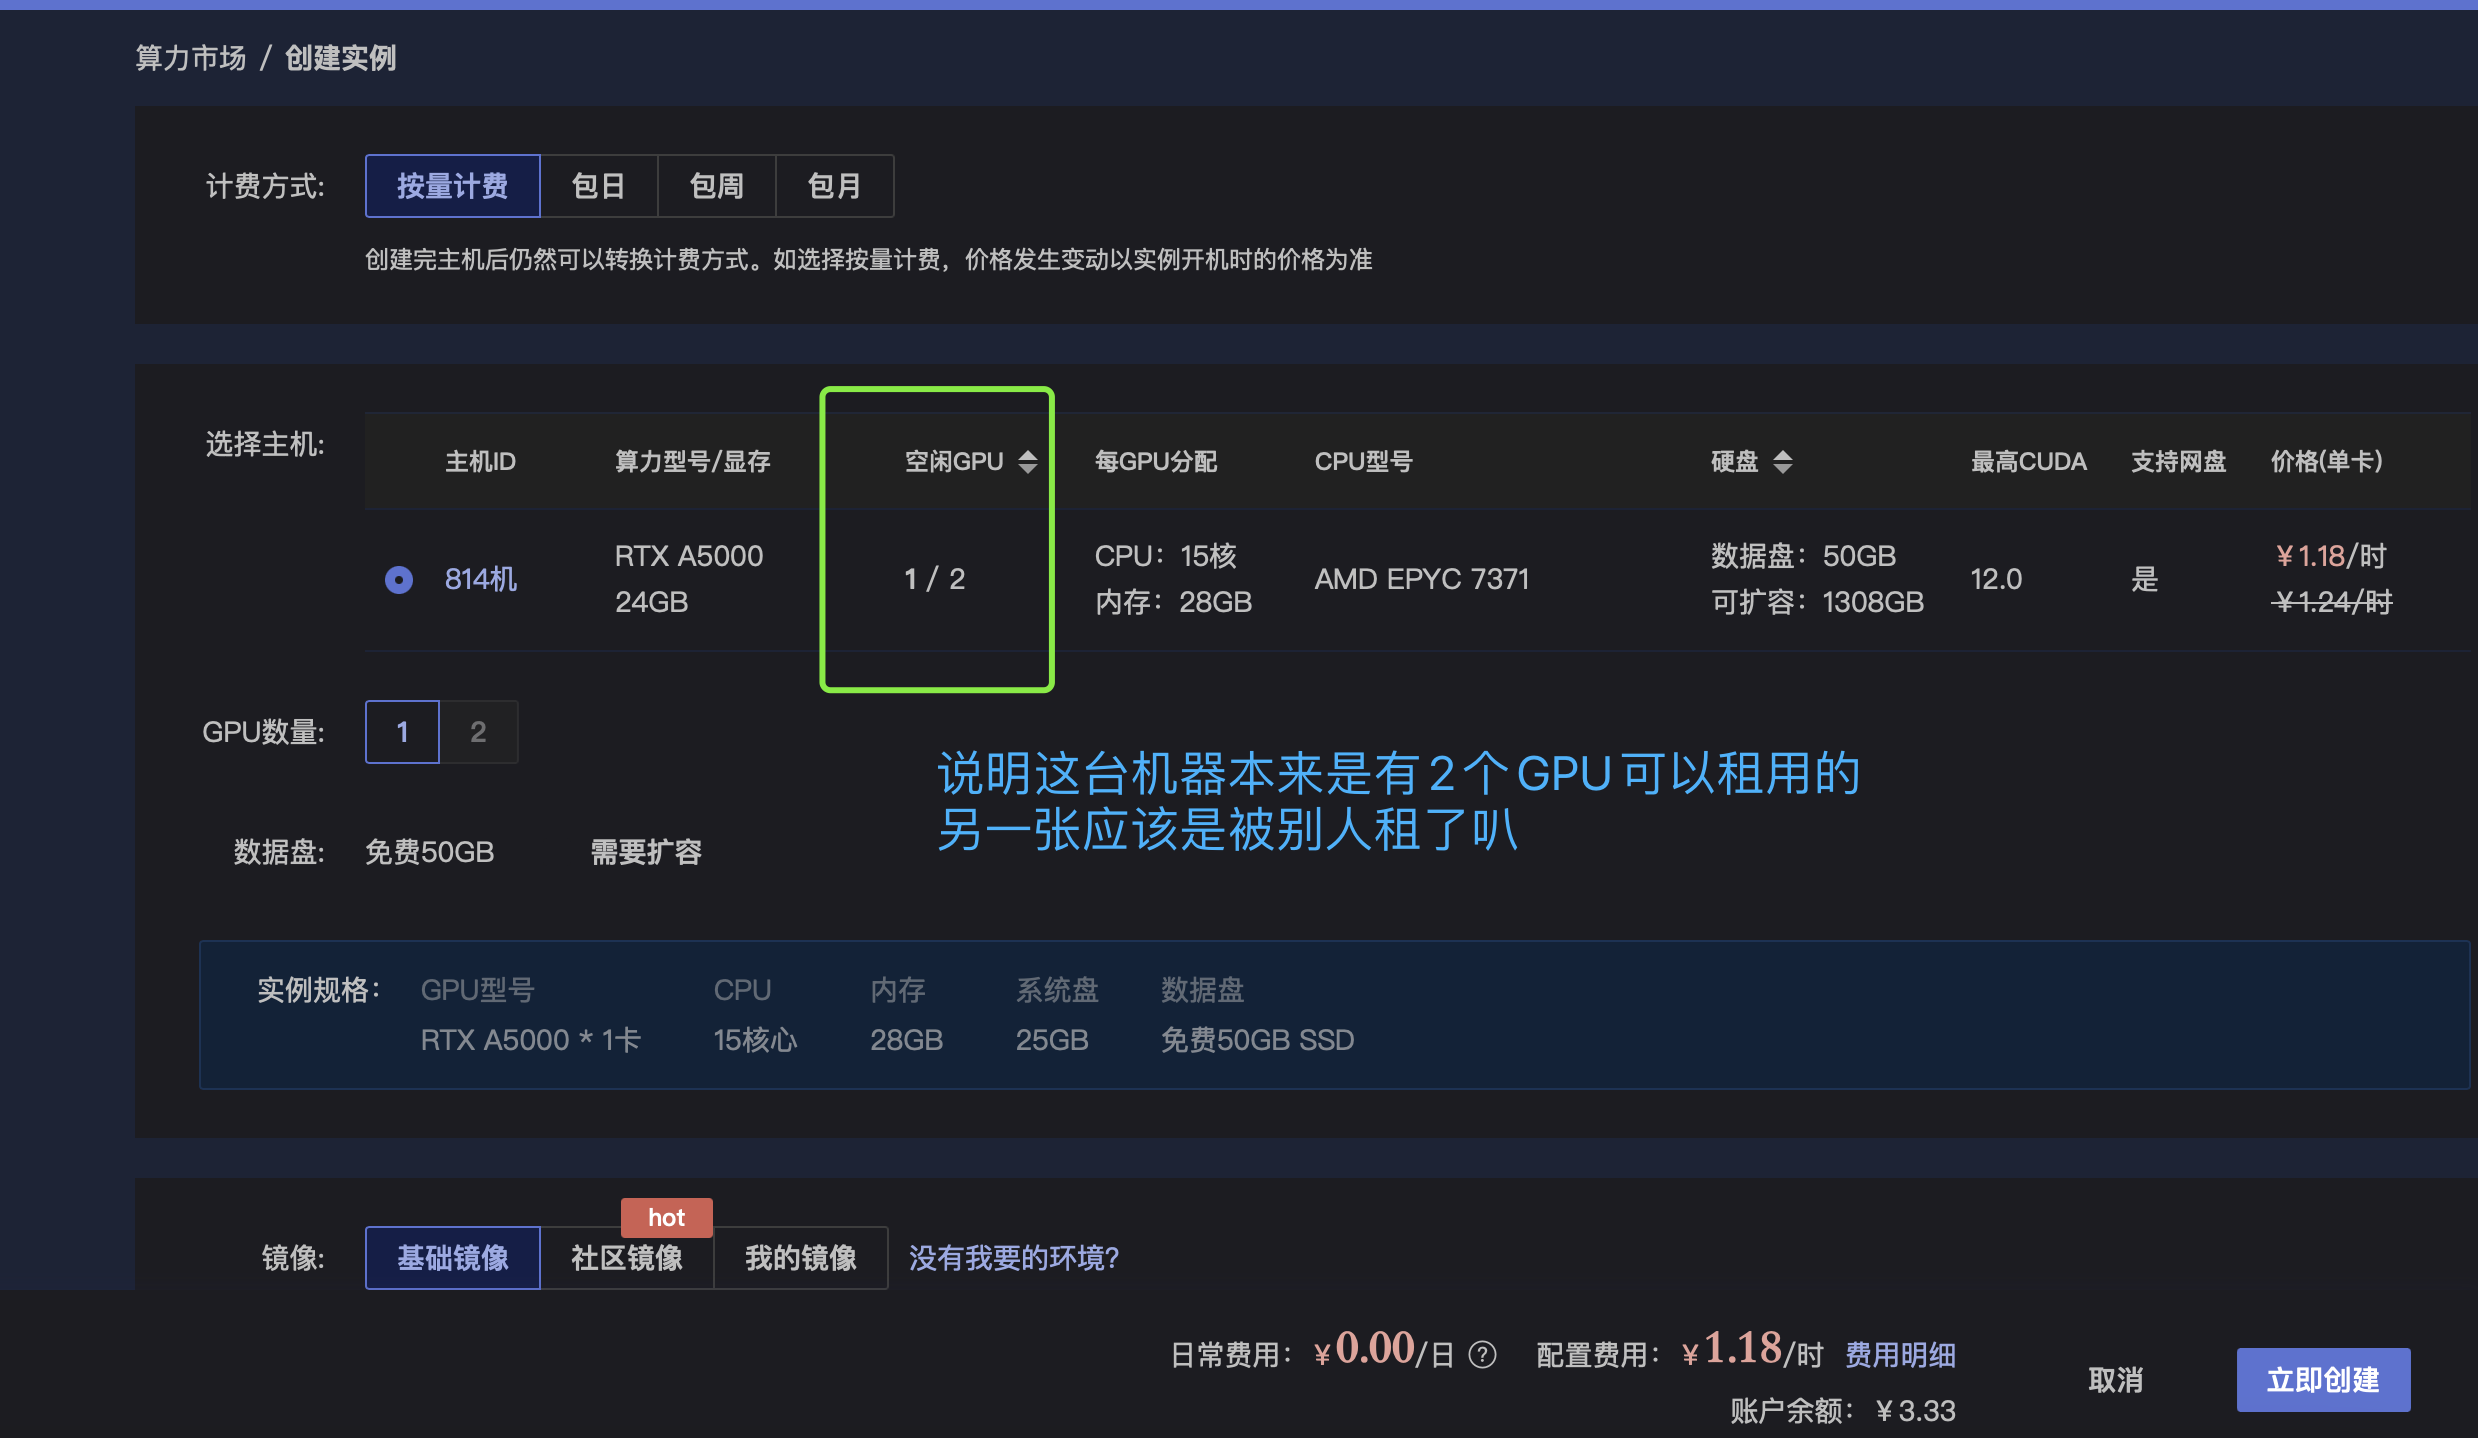 算力市场 / 创建实例
计费方式: 按量计费 包日 包周 包月
创建完主机后仍然可以转换计费方式。如选择按量计费，价格发生变动以实例开机时的价格为准
选择主机:
主机ID 算力型号/显存 空闲GPU 每GPU分配 CPU型号 硬盘 最高CUDA 支持网盘 价格(单卡)
RTX A5000 CPU：15核 数据盘：50GB ￥1.18/时
814机 1 / 2 AMD EPYC 7371 12.0 是
24GB 内存：28GB 可扩容：1308GB ￥1.24/时
GPU数量: 1 2
说明这台机器本来是有2个GPU可以租用的
另一张应该是被别人租了叭
数据盘: 免费50GB 需要扩容
实例规格： GPU型号 CPU 内存 系统盘 数据盘
RTX A5000 * 1卡 15核心 28GB 25GB 免费50GB SSD
hot
镜像: 基础镜像 社区镜像 我的镜像 没有我要的环境?
日常费用：￥0.00/日 ? 配置费用：￥1.18/时 费用明细
取消 立即创建
账户余额：￥3.33